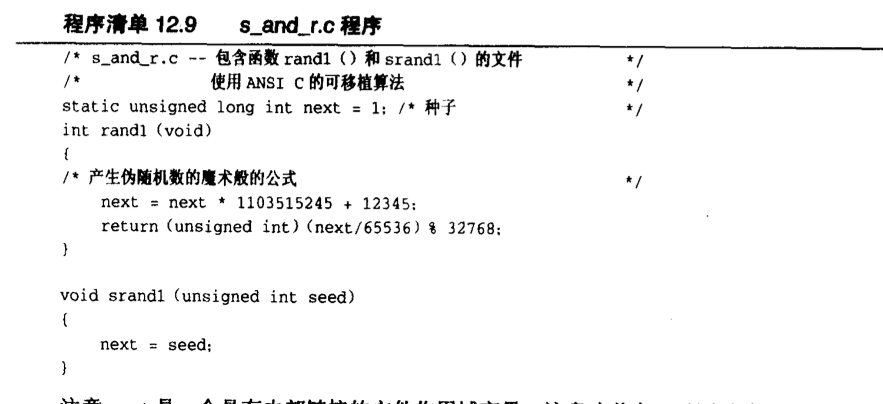 程序清单 12.9 s_and_r.c 程序
/* s_and_r.c -- 包含函数 rand1 () 和 srand1 () 的文件 */
/* 使用 ANSI C 的可移植算法 */
static unsigned long int next = 1; /* 种子 */
int rand1 (void)
{
/* 产生伪随机数的魔术般的公式 */
next = next * 1103515245 + 12345;
return (unsigned int) (next/65536) % 32768;
}
void srand1 (unsigned int seed)
{
next = seed;
}